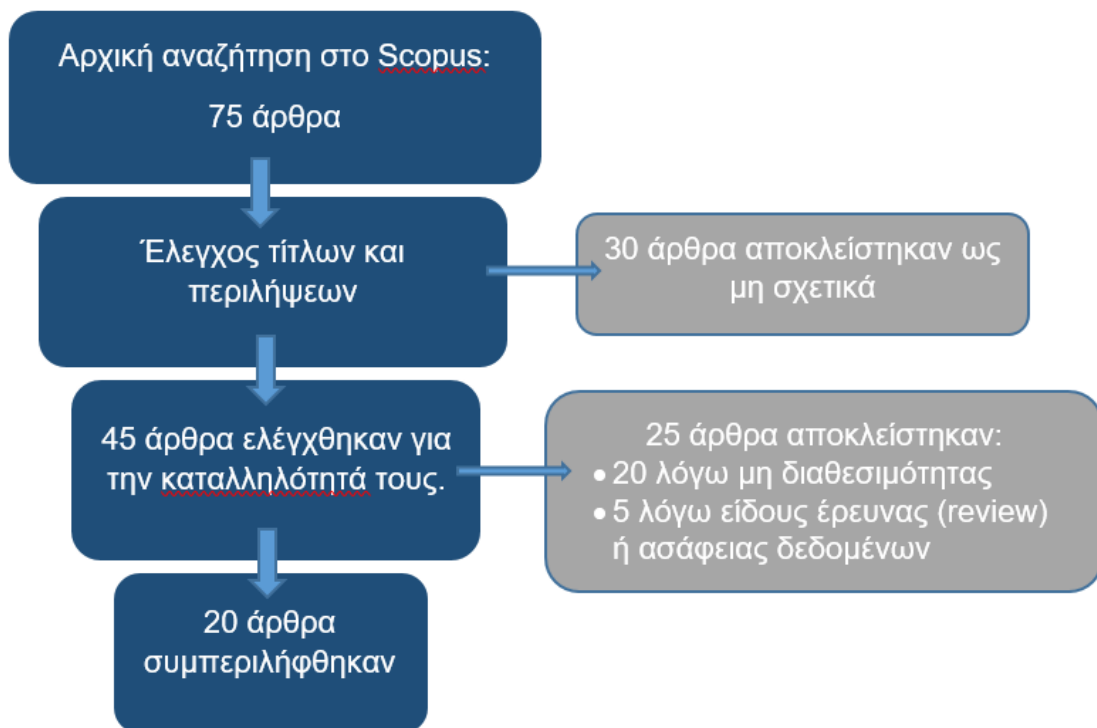 Αρχική αναζήτηση στο Scopus:
75 άρθρα
Έλεγχος τίτλων και
περιλήψεων
30 άρθρα αποκλείστηκαν ως
μη σχετικά
45 άρθρα ελέγχθηκαν για
την καταλληλότητά τους.
25 άρθρα αποκλείστηκαν:
• 20 λόγω μη διαθεσιμότητας
• 5 λόγω είδους έρευνας (review)
ή ασάφειας δεδομένων
20 άρθρα
συμπεριλήφθηκαν